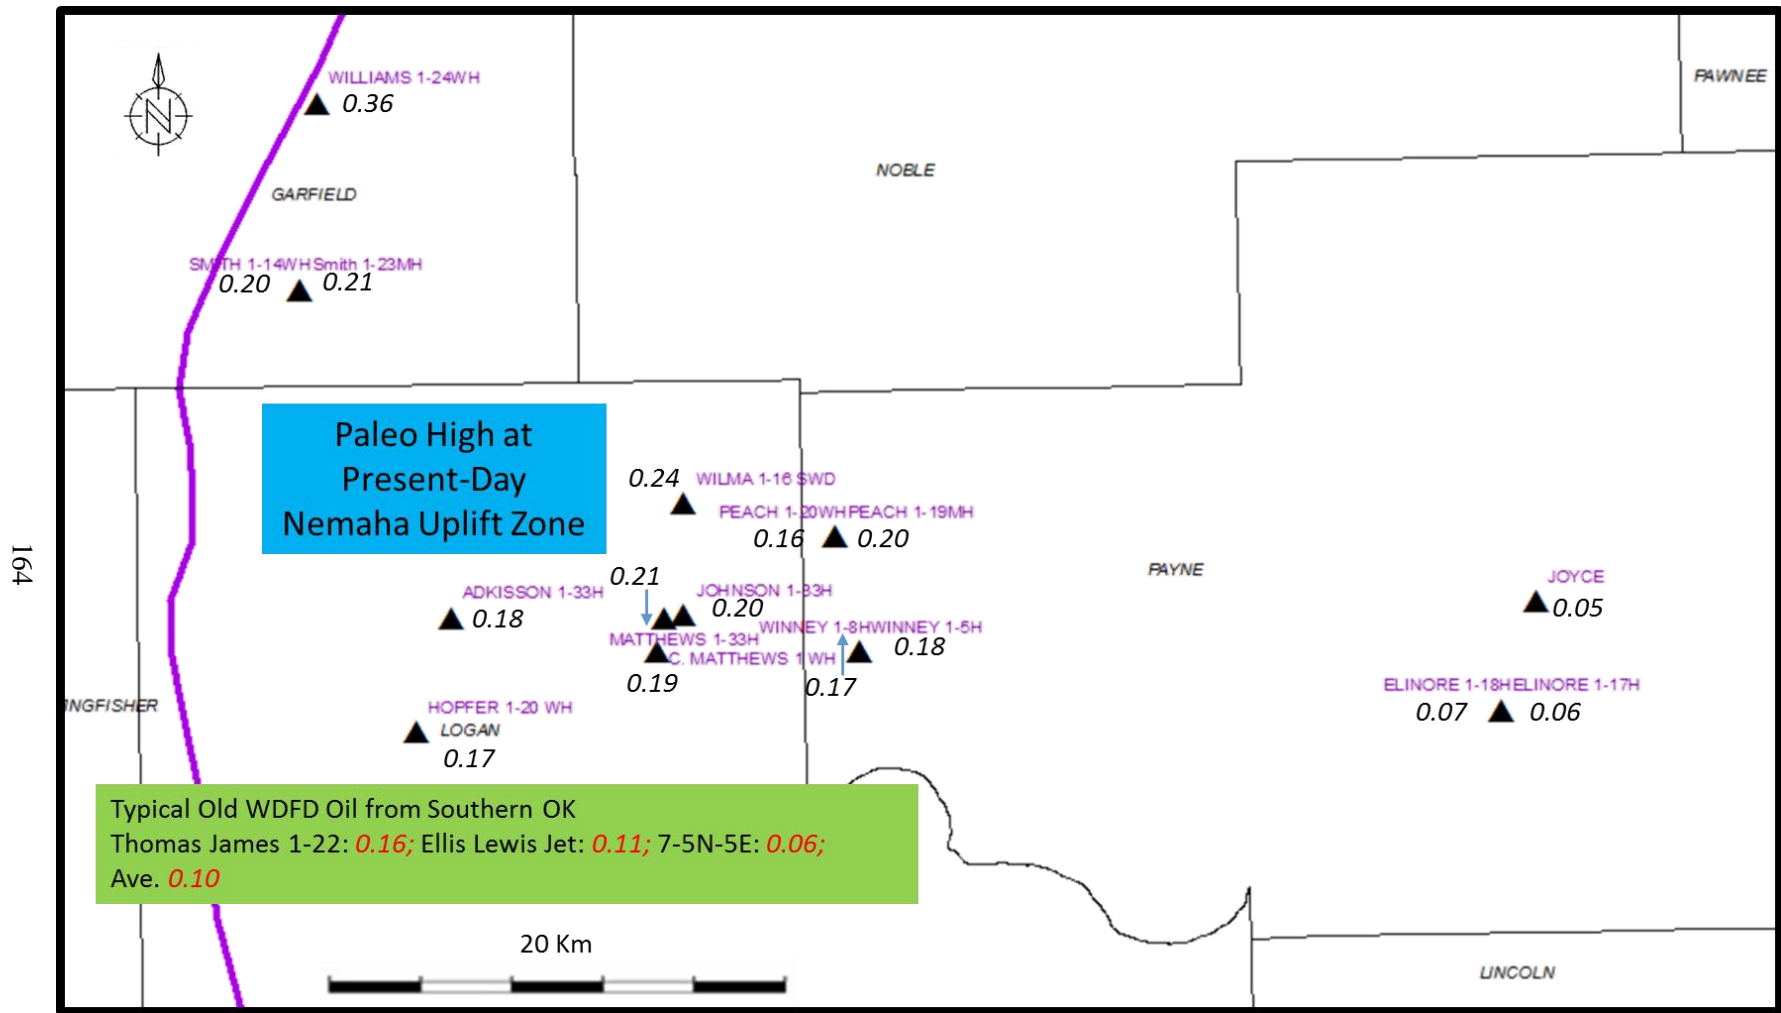 WILLIAMS 1-24WH
0.36
PAWNEE
N
NOBLE
GARFIELD
SMITH 1-14WH Smith 1-23MH
0.20 0.21
Paleo High at
Present-Day
Nemaha Uplift Zone
0.24 WILMA 1-16 SWD
PEACH 1-20WH PEACH 1-19MH
0.16 0.20
164
PAYNE
0.21
JOYCE
0.05
ADKISSON 1-33H
0.18
JOHNSON 1-33H
0.20
MATTHEWS 1-33H
WINNEY 1-8H WINNEY 1-5H
0.18
C. MATTHEWS 1 WH
0.19
0.17
ELINORE 1-18H ELINORE 1-17H
0.07 0.06
INGFISHER
HOPFER 1-20 WH
LOGAN
0.17
Typical Old WDFD Oil from Southern OK
Thomas James 1-22: 0.16; Ellis Lewis Jet: 0.11; 7-5N-5E: 0.06;
Ave. 0.10
20 Km
LINCOLN